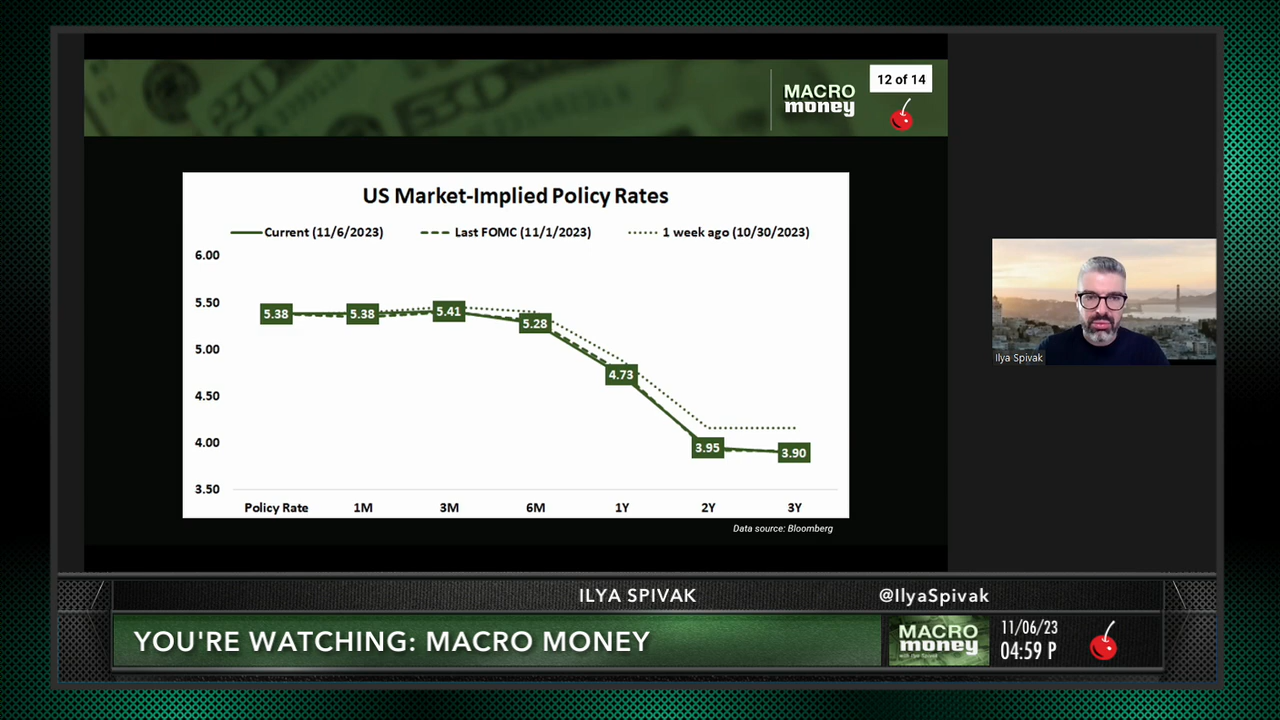 MACRO
money
12 of 14
US Market-Implied Policy Rates
Current (11/6/2023) Last FOMC (11/1/2023) 1 week ago (10/30/2023)
6.00
5.50
5.00
4.50
4.00
3.50
5.38 5.38 5.41 5.28 4.73 3.95 3.90
Policy Rate 1M 3M 6M 1Y 2Y 3Y
Data source: Bloomberg
Ilya Spivak
ILYA SPIVAK @IlyaSpivak
YOU'RE WATCHING: MACRO MONEY
MACRO
money
with Ilya Spivak
11/06/23
04:59 P